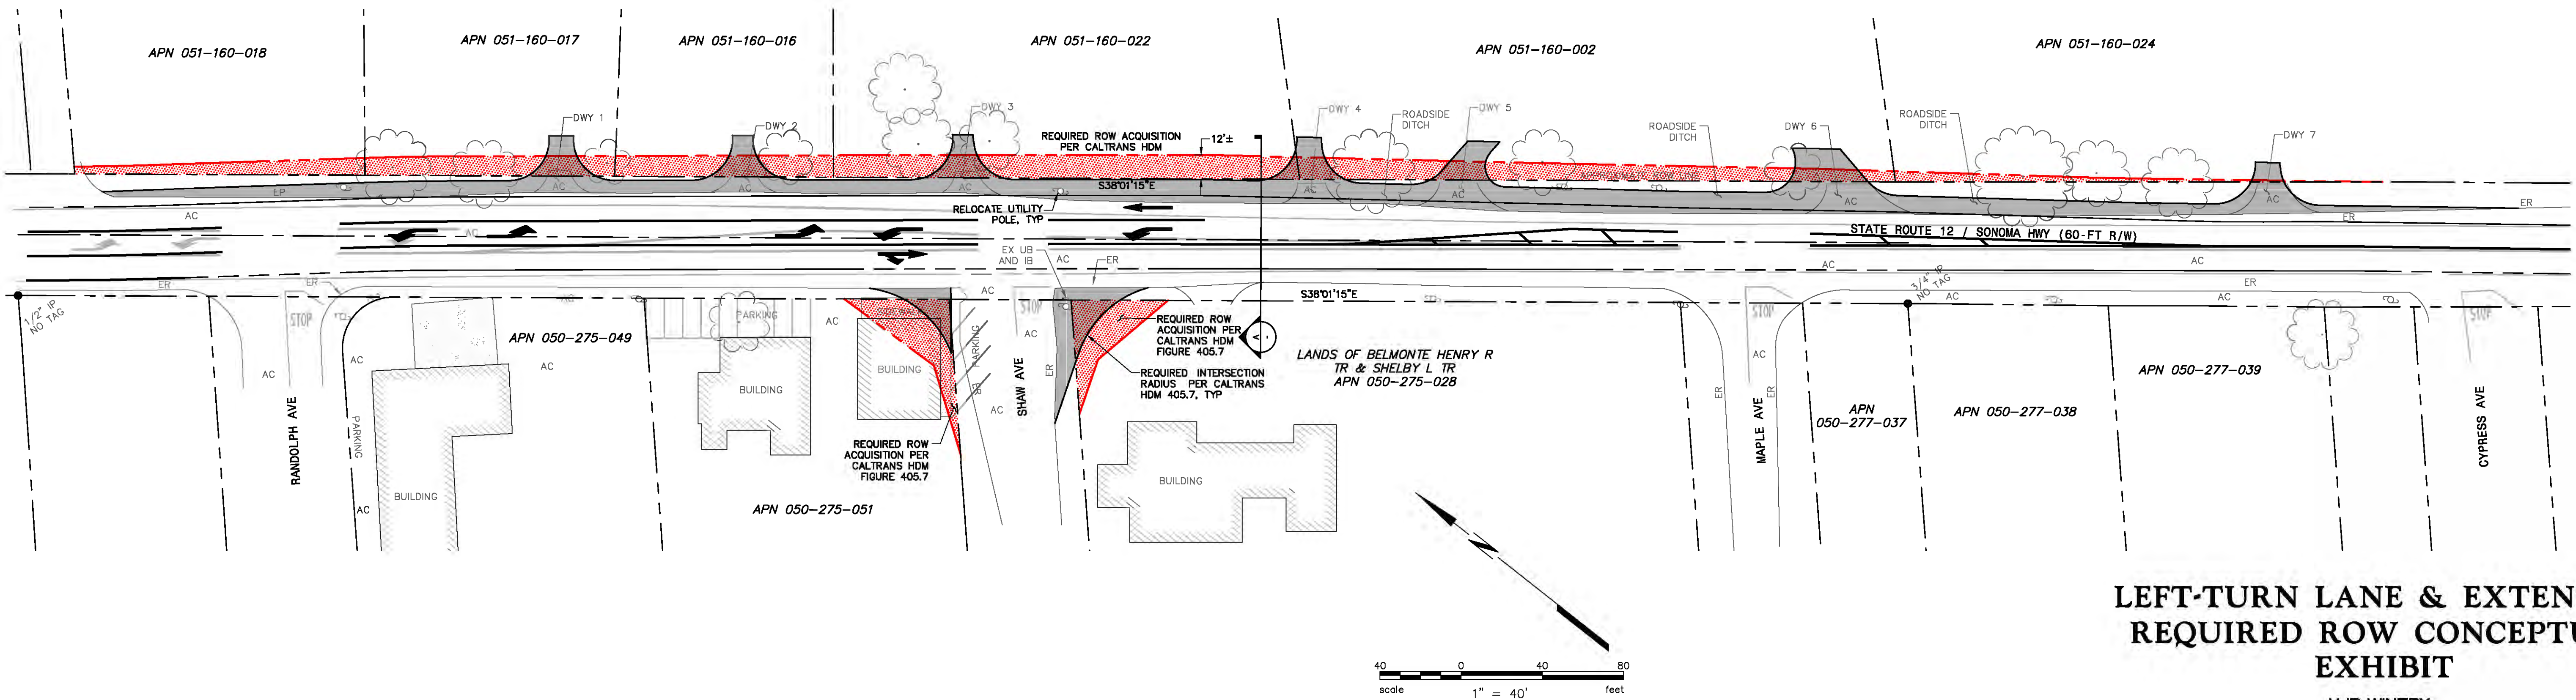 APN 051-160-018
APN 051-160-017
APN 051-160-016
APN 051-160-022
APN 051-160-002
APN 051-160-024
DWY 1
DWY 2
DWY 3
DWY 4
DWY 5
DWY 6
DWY 7
REQUIRED ROW ACQUISITION
PER CALTRANS HDM
12'±
ROADSIDE
DITCH
ROADSIDE
DITCH
ROADSIDE
DITCH
EP
AC
AC
AC
AC
AC
AC
AC
S38°01'15"E
APPROXIMATE ROW LINE
ER
ER
AC
AC
RELOCATE UTILITY
POLE, TYP
STATE ROUTE 12 / SONOMA HWY (60-FT R/W)
EX UB
AND IB
AC
ER
AC
AC
ER
ER
ER
AC
AC
S38°01'15"E
AC
AC
1/2" IP
NO TAG
3/4" IP
NO TAG
STOP
STOP
STOP
STOP
SIDEWALK
PARKING
AC
APN 050-275-049
AC
AC
AC
PARKING
BUILDING
BUILDING
BUILDING
PARKING
ER
AC
AC
ER
SHAW AVE
RANDOLPH AVE
PARKING
AC
BUILDING
REQUIRED ROW
ACQUISITION PER
CALTRANS HDM
FIGURE 405.7
A
-
REQUIRED INTERSECTION
RADIUS PER CALTRANS
HDM 405.7, TYP
LANDS OF BELMONTE HENRY R
TR & SHELBY L TR
APN 050-275-028
REQUIRED ROW
ACQUISITION PER
CALTRANS HDM
FIGURE 405.7
APN 050-275-051
AC
ER
ER
MAPLE AVE
APN
050-277-037
APN 050-277-038
APN 050-277-039
CYPRESS AVE
40 0 40 80
scale 1" = 40' feet
LEFT-TURN LANE & EXTEN
REQUIRED ROW CONCEPTU
EXHIBIT